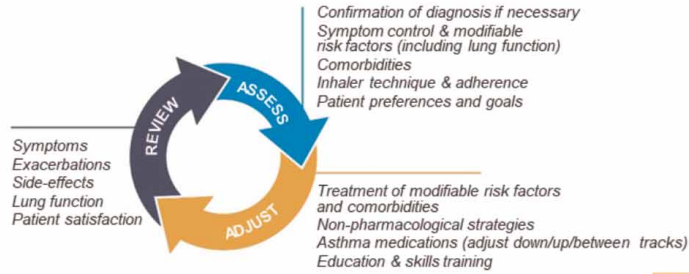 Confirmation of diagnosis if necessary
Symptom control & modifiable
risk factors (including lung function)
Comorbidities
Inhaler technique & adherence
Patient preferences and goals
ASSESS
REVIEW
Symptoms
Exacerbations
Side-effects
Lung function
Patient satisfaction
ADJUST
Treatment of modifiable risk factors
and comorbidities
Non-pharmacological strategies
Asthma medications (adjust down/up/between tracks)
Education & skills training